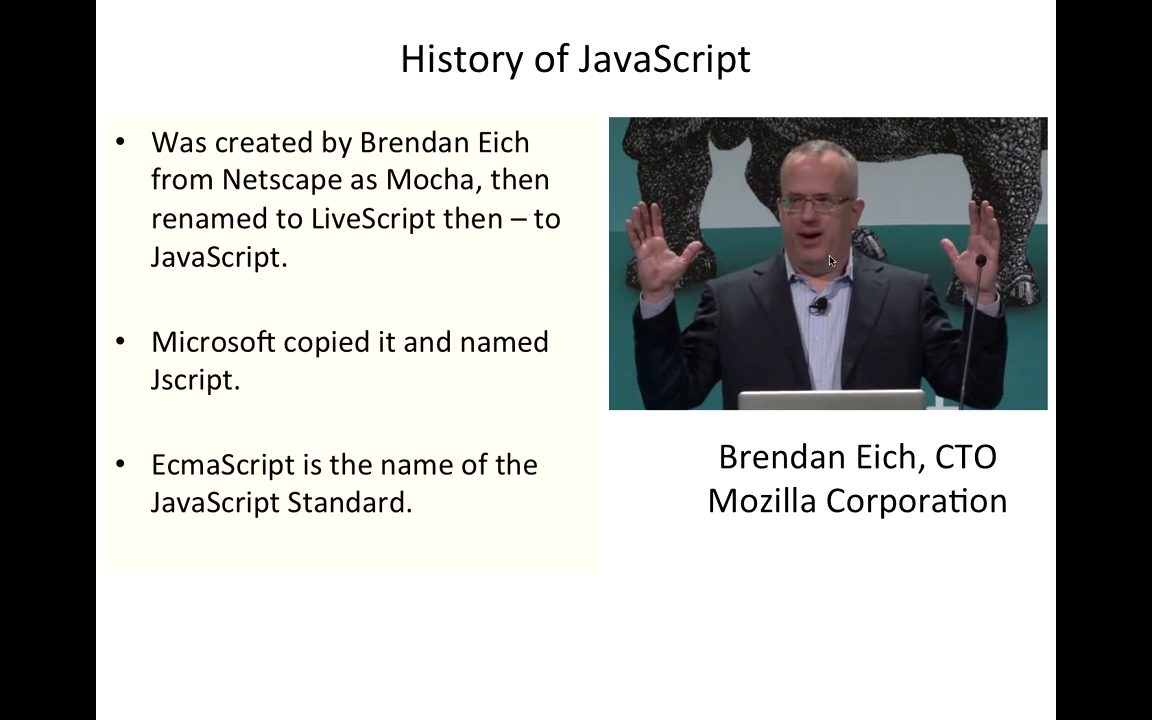 History of JavaScript
• Was created by Brendan Eich
from Netscape as Mocha, then
renamed to LiveScript then – to
JavaScript.
• Microsoft copied it and named
Jscript.
• EcmaScript is the name of the
JavaScript Standard.
Brendan Eich, CTO
Mozilla Corporation